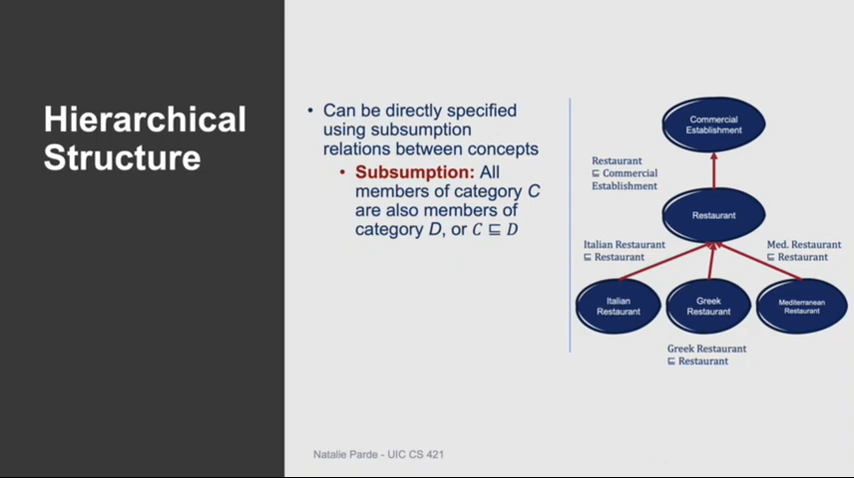 Hierarchical
Structure
• Can be directly specified
using subsumption
relations between concepts
• Subsumption: All
members of category C
are also members of
category D, or C ⊑ D
Commercial
Establishment
Restaurant
⊑ Commercial
Establishment
Restaurant
Italian Restaurant
⊑ Restaurant
Med. Restaurant
⊑ Restaurant
Italian
Restaurant
Greek
Restaurant
Mediterranean
Restaurant
Greek Restaurant
⊑ Restaurant
Natalie Parde - UIC CS 421